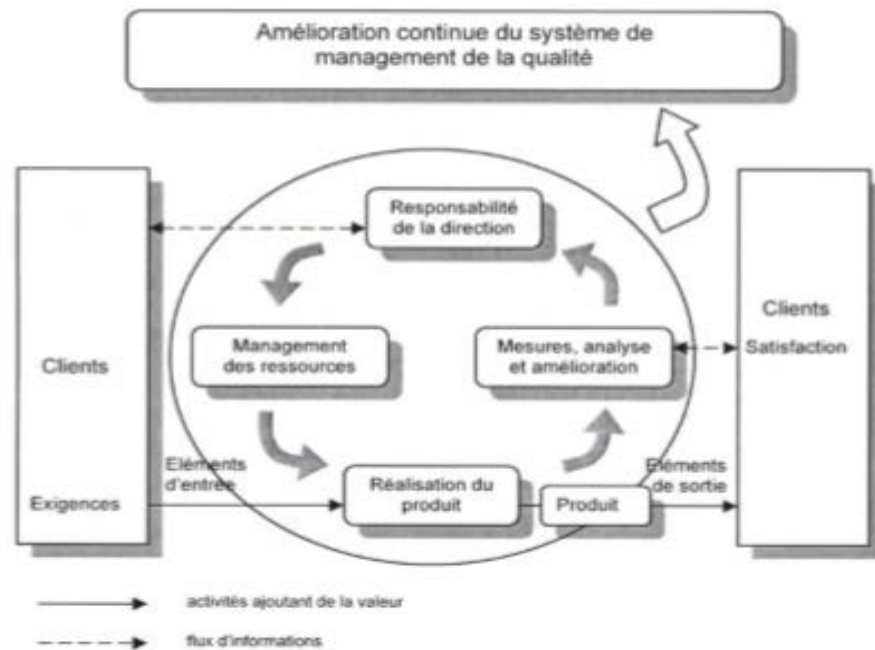 Amélioration continue du système de
management de la qualité
Responsabilité
de la direction
Clients
Management
des ressources
Mesures, analyse
et amélioration
Clients
Satisfaction
Exigences
Eléments
d'entrée
Réalisation du
produit
Produit
Eléments
de sortie
activités ajoutant de la valeur
flux d'informations